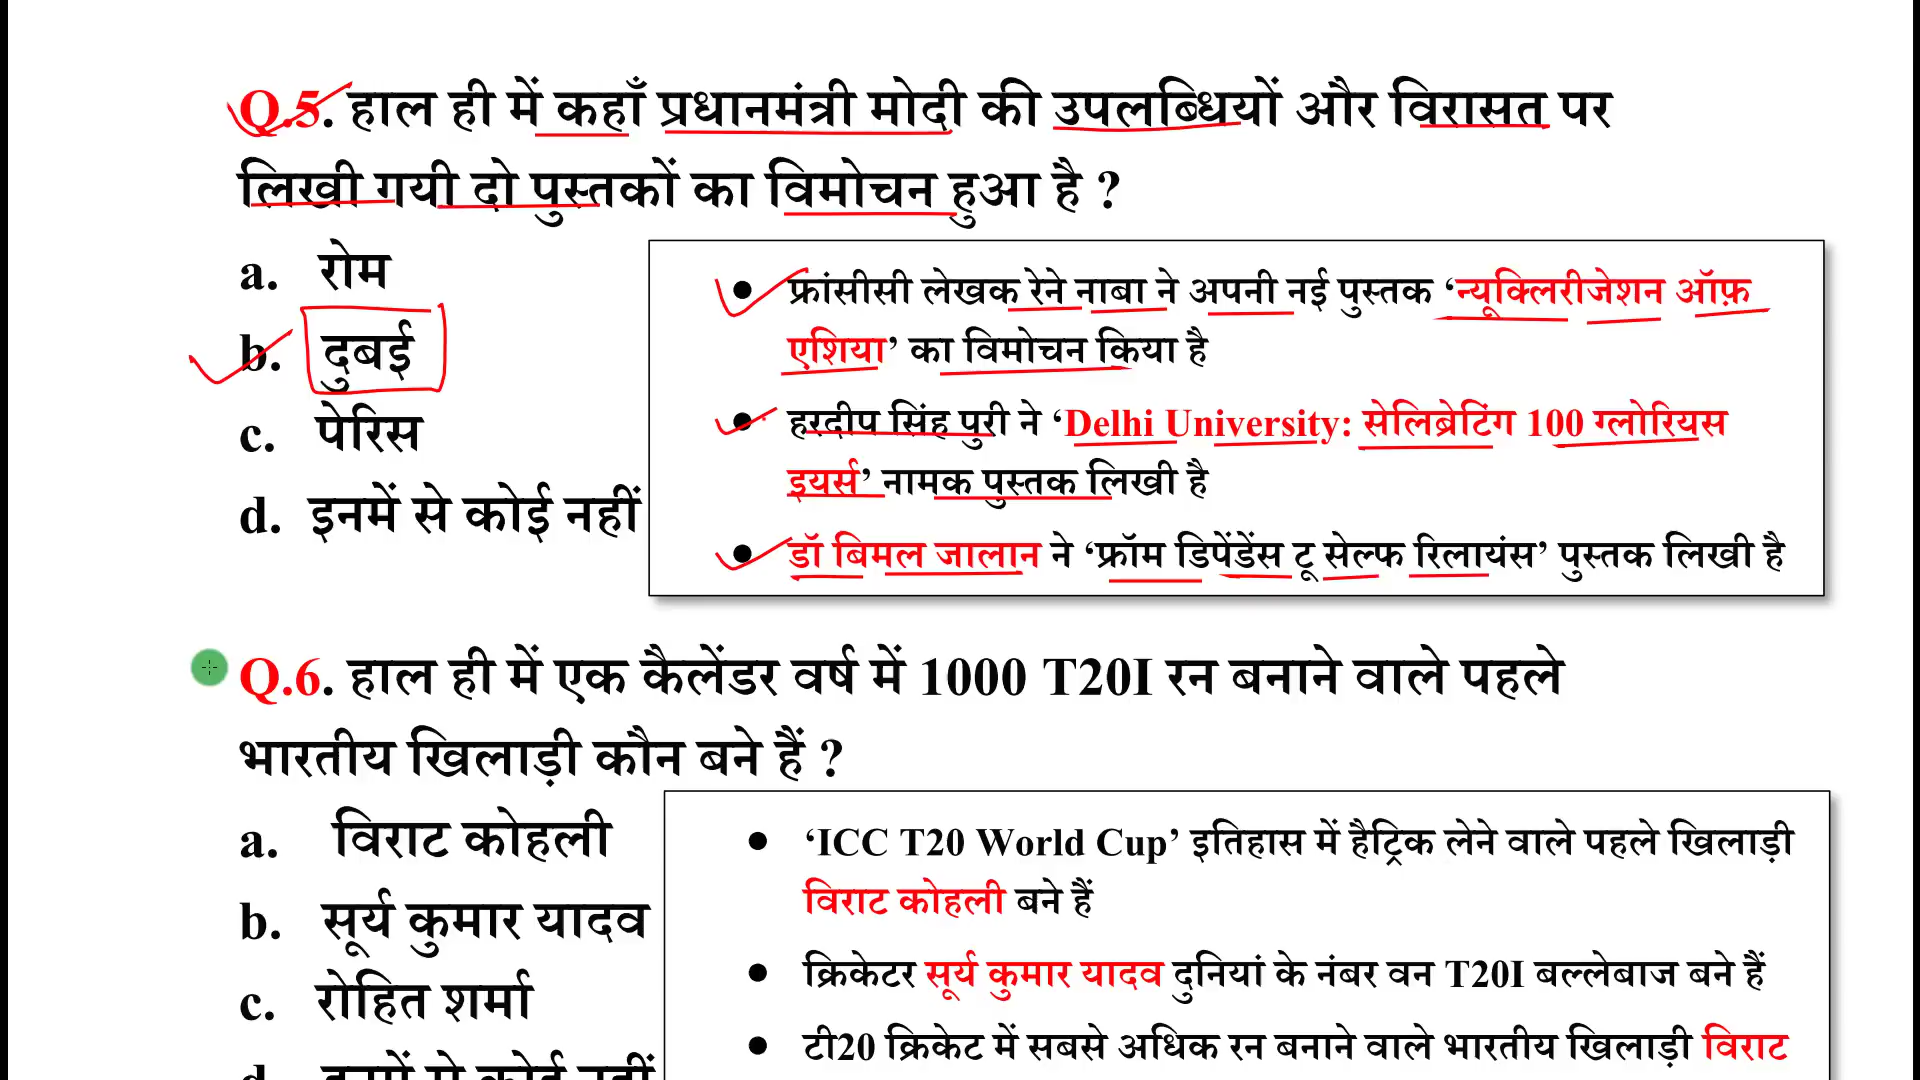 Q.5. हाल ही में कहाँ प्रधानमंत्री मोदी की उपलब्धियों और विरासत पर
लिखी गयी दो पुस्तकों का विमोचन हुआ है ?
a. रोम
b. दुबई
c. पेरिस
d. इनमें से कोई नहीं
• फ्रांसीसी लेखक रेने नाबा ने अपनी नई पुस्तक ‘न्यूक्लिरीजेशन ऑफ़
एशिया’ का विमोचन किया है
• हरदीप सिंह पुरी ने ‘Delhi University: सेलिब्रेटिंग 100 ग्लोरियस
इयर्स’ नामक पुस्तक लिखी है
• डॉ बिमल जालान ने ‘फ्रॉम डिपेंडेंस टू सेल्फ रिलायंस’ पुस्तक लिखी है
Q.6. हाल ही में एक कैलेंडर वर्ष में 1000 T20I रन बनाने वाले पहले
भारतीय खिलाड़ी कौन बने हैं ?
a. विराट कोहली
b. सूर्य कुमार यादव
c. रोहित शर्मा
d. इनमें से कोई नहीं
• ‘ICC T20 World Cup’ इतिहास में हैट्रिक लेने वाले पहले खिलाड़ी
विराट कोहली बने हैं
• क्रिकेटर सूर्य कुमार यादव दुनियां के नंबर वन T20I बल्लेबाज बने हैं
• टी20 क्रिकेट में सबसे अधिक रन बनाने वाले भारतीय खिलाड़ी विराट